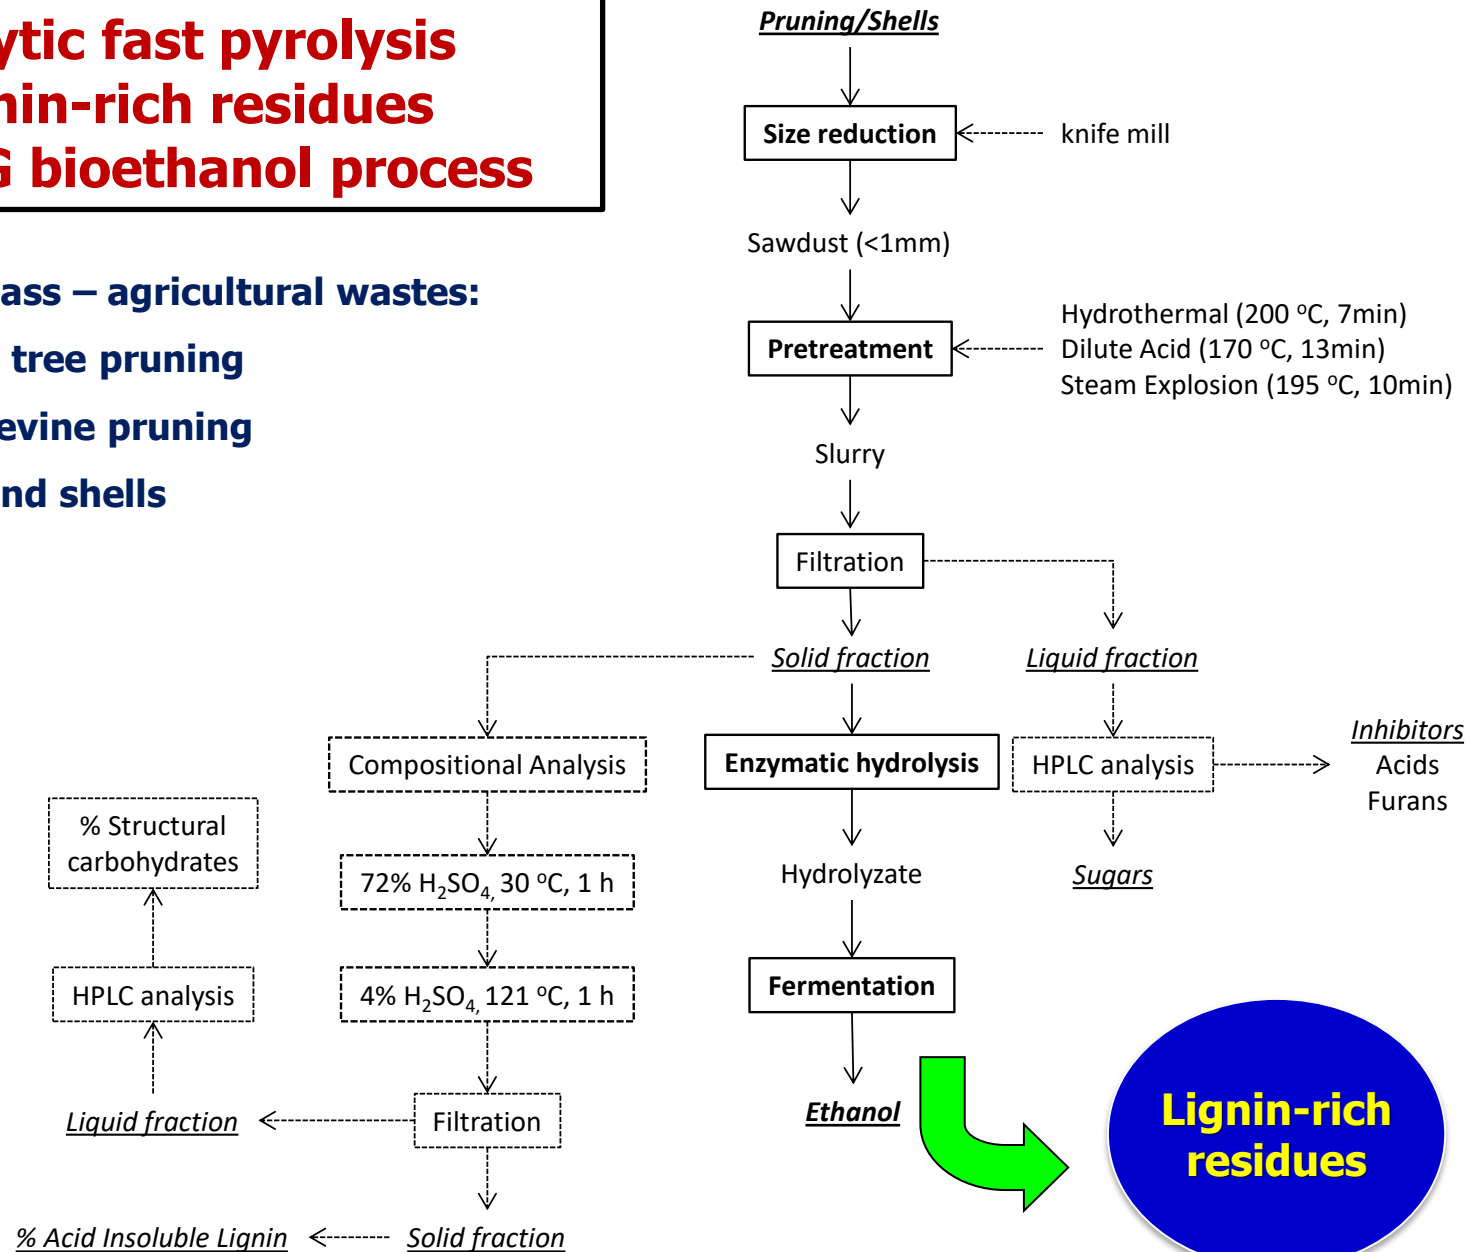 ytic fast pyrolysis
nin-rich residues
G bioethanol process
ass – agricultural wastes:
tree pruning
evine pruning
nd shells
Pruning/Shells
Size reduction
knife mill
Sawdust (<1mm)
Pretreatment
Hydrothermal (200 °C, 7min)
Dilute Acid (170 °C, 13min)
Steam Explosion (195 °C, 10min)
Slurry
Filtration
Solid fraction
Liquid fraction
Compositional Analysis
Enzymatic hydrolysis
HPLC analysis
Inhibitors
Acids
Furans
% Structural
carbohydrates
72% H₂SO₄, 30 °C, 1 h
Hydrolyzate
Sugars
HPLC analysis
4% H₂SO₄, 121 °C, 1 h
Fermentation
Liquid fraction
Filtration
Ethanol
Lignin-rich
residues
% Acid Insoluble Lignin
Solid fraction